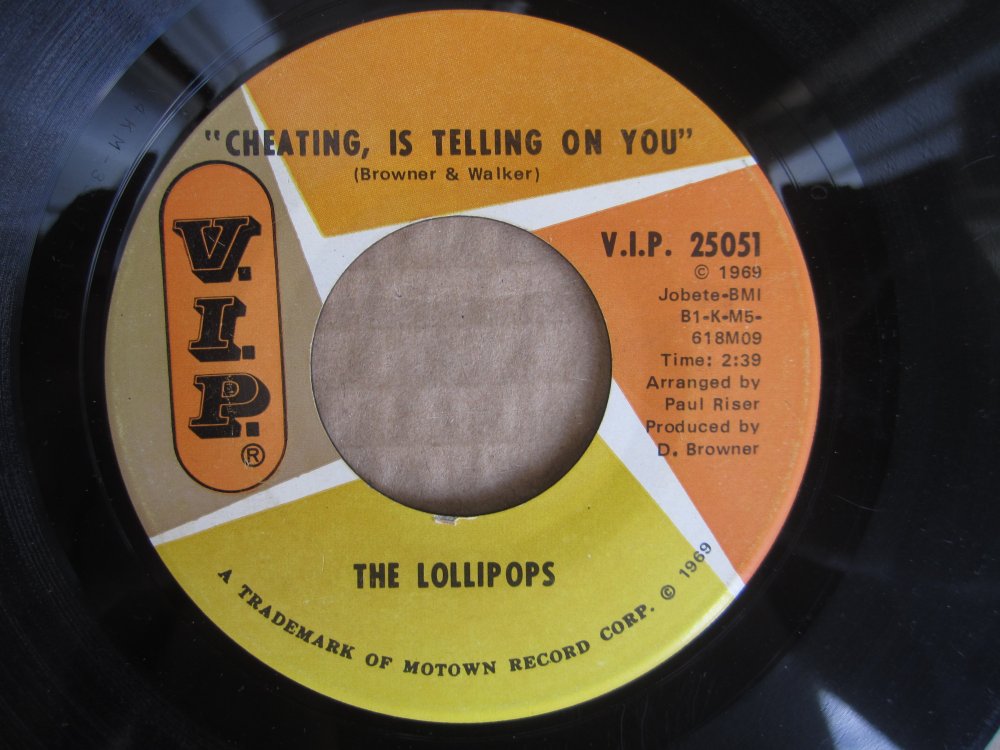 "CHEATING, IS TELLING ON YOU"
(Browner & Walker)
V.I.P.®
V.I.P. 25051
© 1969
Jobete-BMI
B1-K-M5-
618M09
Time: 2:39
Arranged by
Paul Riser
Produced by
D. Browner
THE LOLLIPOPS
A TRADEMARK OF MOTOWN RECORD CORP. © 1969